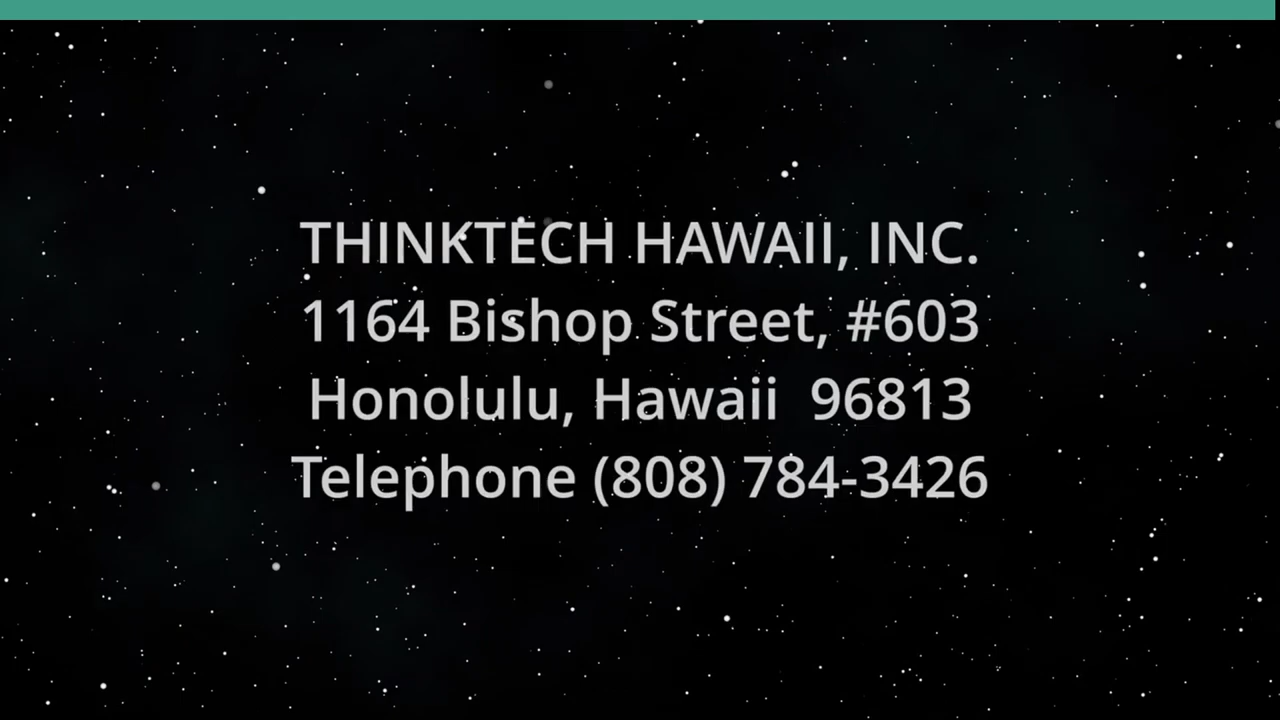 THINKTECH HAWAII, INC.
1164 Bishop Street, #603
Honolulu, Hawaii  96813
Telephone (808) 784-3426